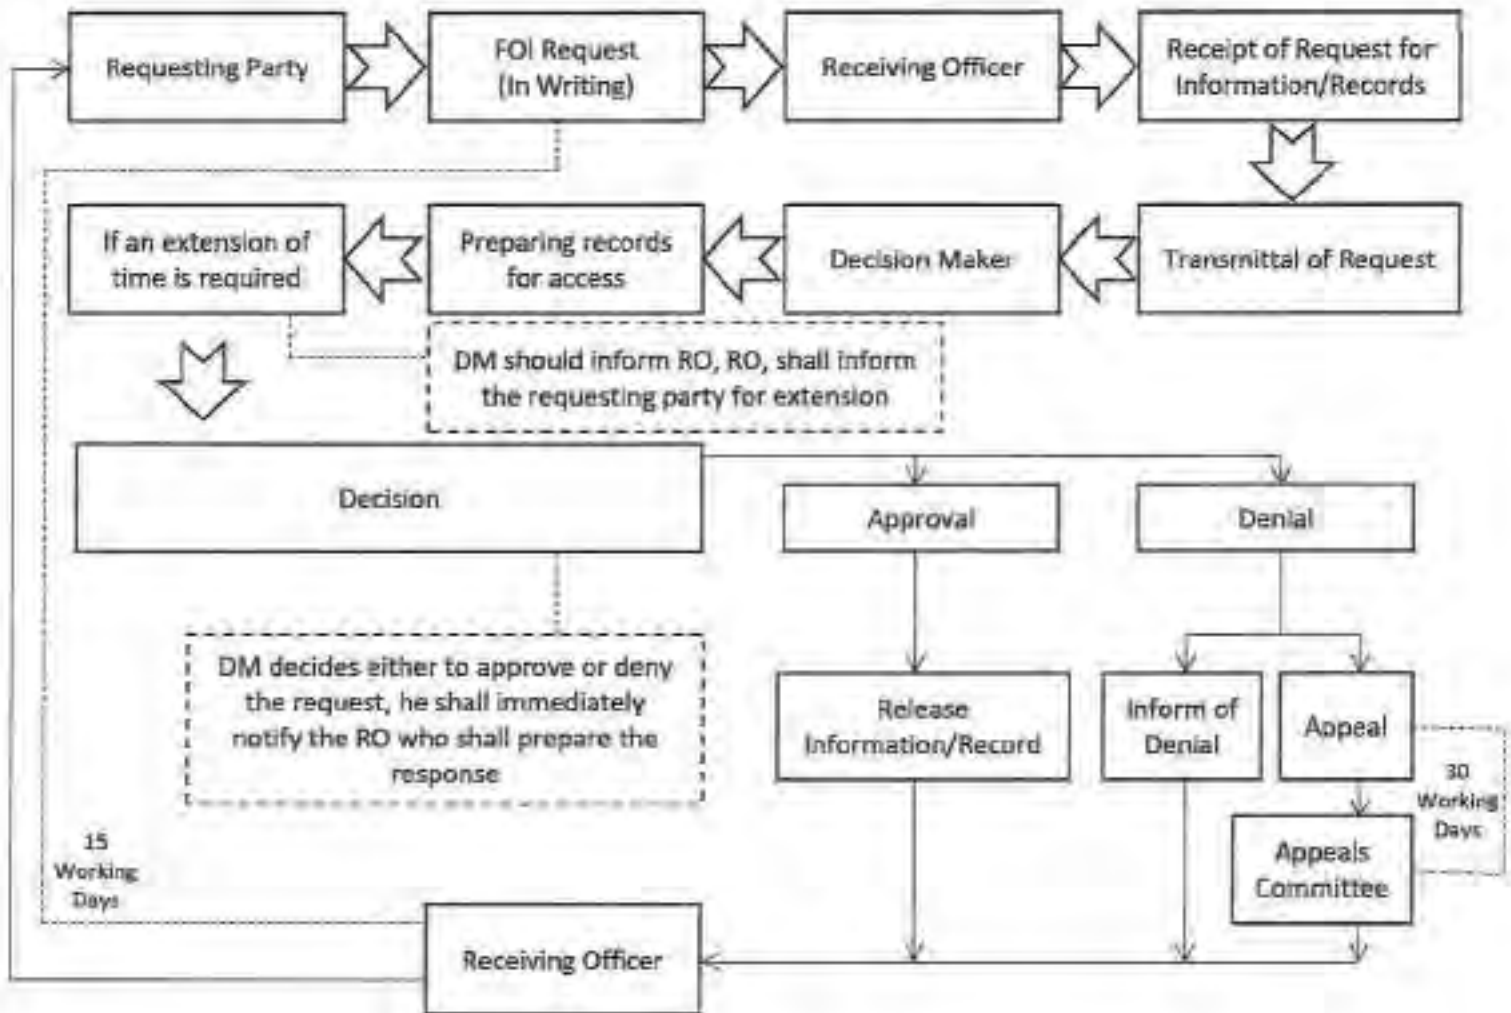 Requesting Party
FOI Request
(In Writing)
Receiving Officer
Receipt of Request for
Information/Records
If an extension of
time is required
Preparing records
for access
Decision Maker
Transmittal of Request
DM should inform RO, RO, shall inform
the requesting party for extension
Decision
Approval
Denial
DM decides either to approve or deny
the request, he shall immediately
notify the RO who shall prepare the
response
Release
Information/Record
Inform of
Denial
Appeal
30
Working
Days
15
Working
Days
Appeals
Committee
Receiving Officer